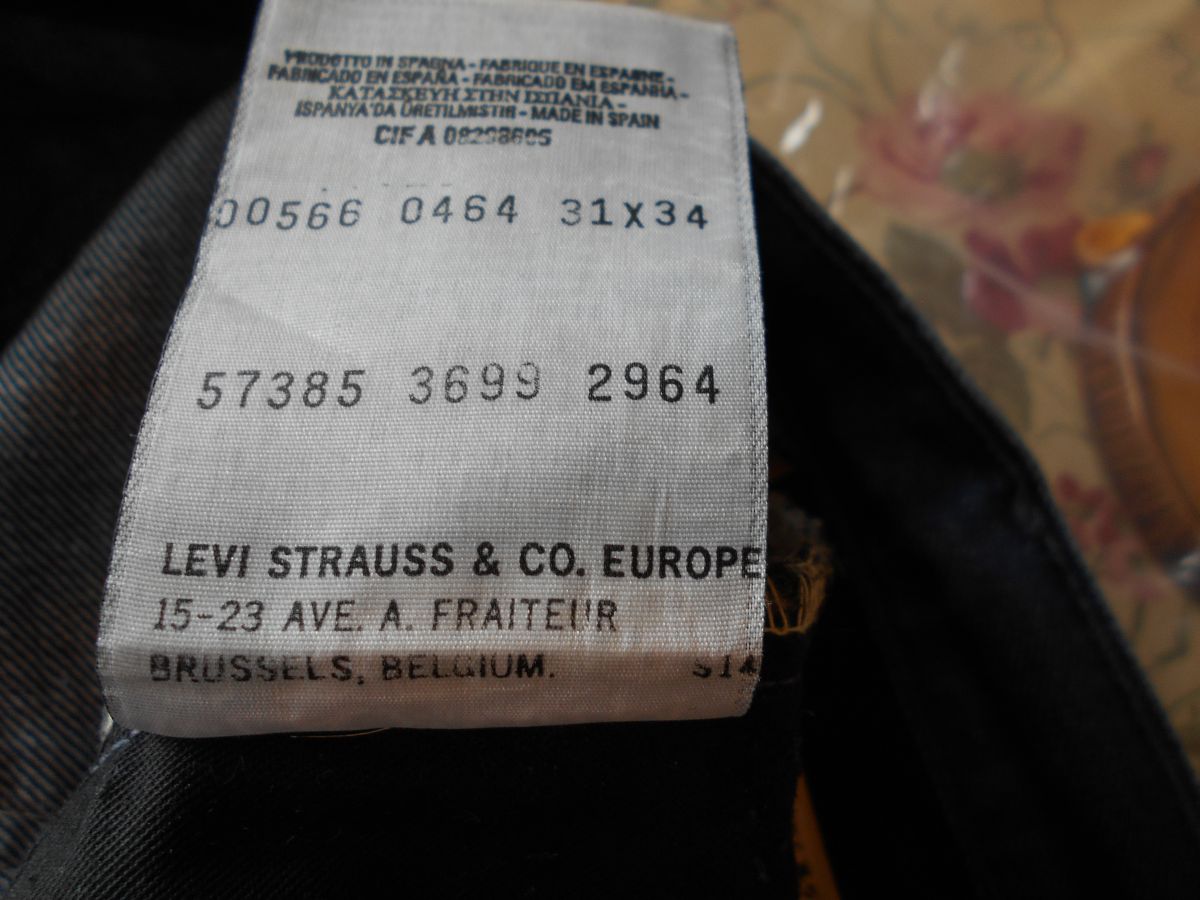 PRODOTTO IN SPAGNA - FABRIQUE EN ESPAGNE -
FABRICADO EN ESPAÑA - FABRICADO EM ESPANHA -
ΚΑΤΑΣΚΕΥΗ ΣΤΗΝ ΙΣΠΑΝΙΑ -
ISPANYA'DA ÜRETILMISTIR - MADE IN SPAIN
CIF A
00566 0464 31X34
57385 3699 2964
LEVI STRAUSS & CO. EUROPE
15-23 AVE. A. FRAITEUR
BRUSSELS, BELGIUM.